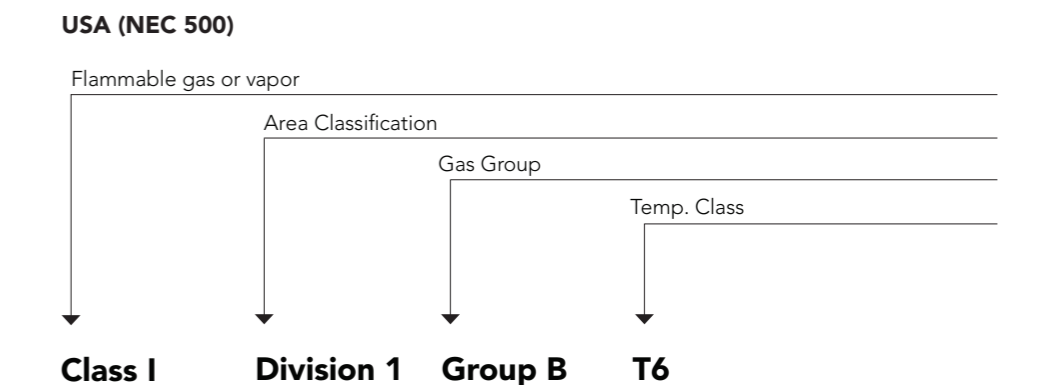 USA (NEC 500)
Flammable gas or vapor
Area Classification
Gas Group
Temp. Class
Class I Division 1 Group B T6